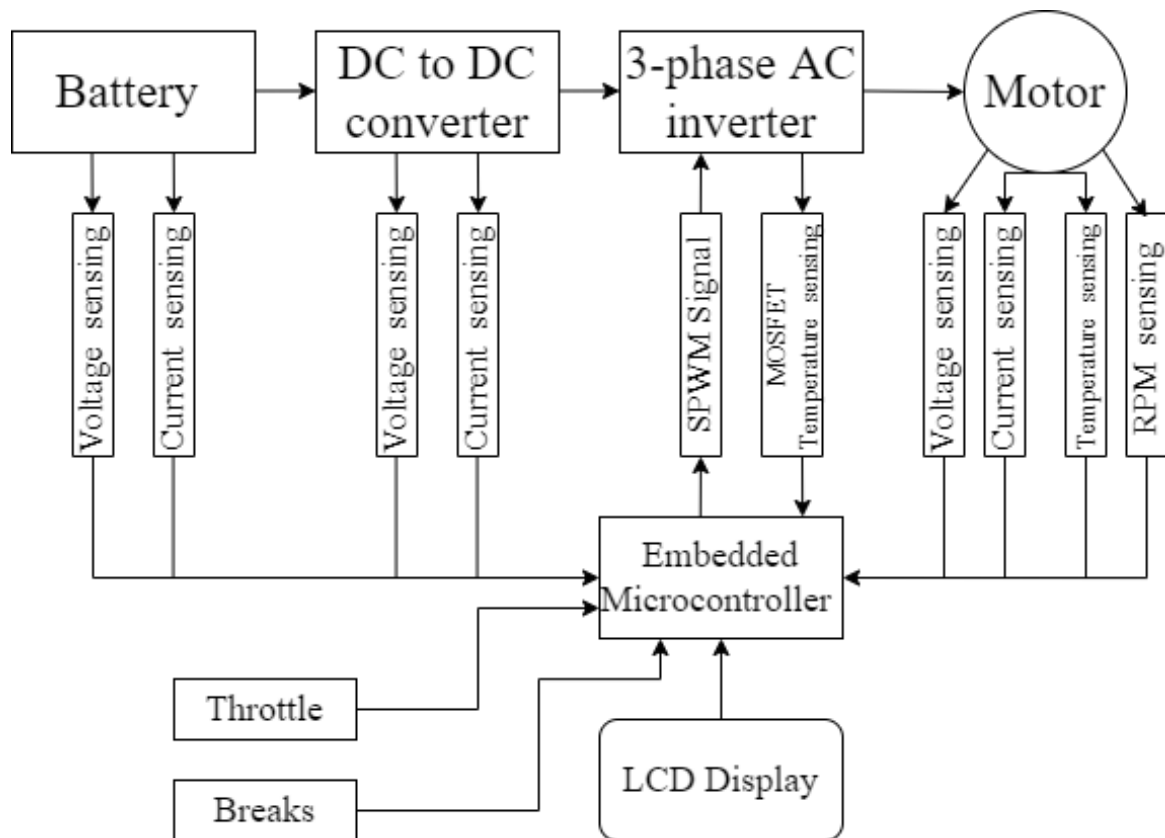 Battery
DC to DC
converter
3-phase AC
inverter
Motor
Voltage sensing
Current sensing
Voltage sensing
Current sensing
SPWM Signal
MOSFET
Temperature sensing
Voltage sensing
Current sensing
Temperature sensing
RPM sensing
Embedded
Microcontroller
Throttle
Breaks
LCD Display